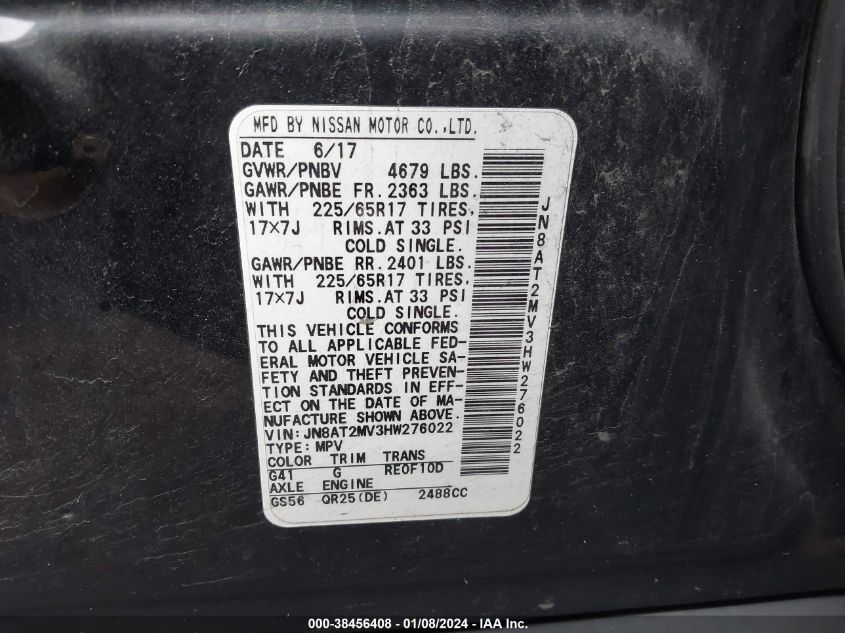 MFD BY NISSAN MOTOR CO.,LTD.
DATE 6/17
GVWR/PNBV 4679 LBS.
GAWR/PNBE FR. 2363 LBS.
WITH 225/65R17 TIRES,
17×7J RIMS.AT 33 PSI
COLD SINGLE.
GAWR/PNBE RR. 2401 LBS.
WITH 225/65R17 TIRES,
17×7J RIMS.AT 33 PSI
COLD SINGLE.
THIS VEHICLE CONFORMS
TO ALL APPLICABLE FED-
ERAL MOTOR VEHICLE SA-
FETY AND THEFT PREVEN-
TION STANDARDS IN EFF-
ECT ON THE DATE OF MA-
NUFACTURE SHOWN ABOVE.
VIN:JN8AT2MV3HW276022
TYPE:MPV
COLOR TRIM TRANS
G41 G RE0F10D
AXLE ENGINE
GS56 QR25(DE) 2488CC
JN8AT2MV3HW276022
000-38456408 - 01/08/2024 - IAA Inc.